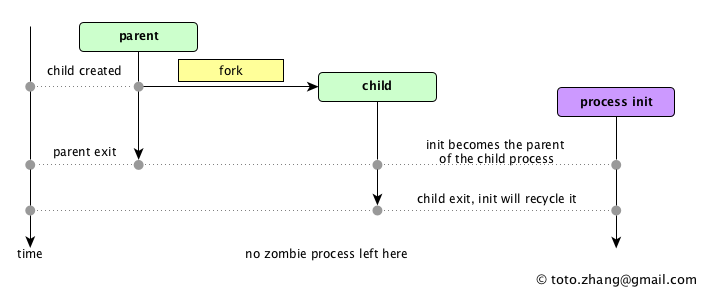 parent
child created
fork
child
process init
parent exit
init becomes the parent
of the child process
child exit, init will recycle it
time
no zombie process left here
© toto.zhang@gmail.com